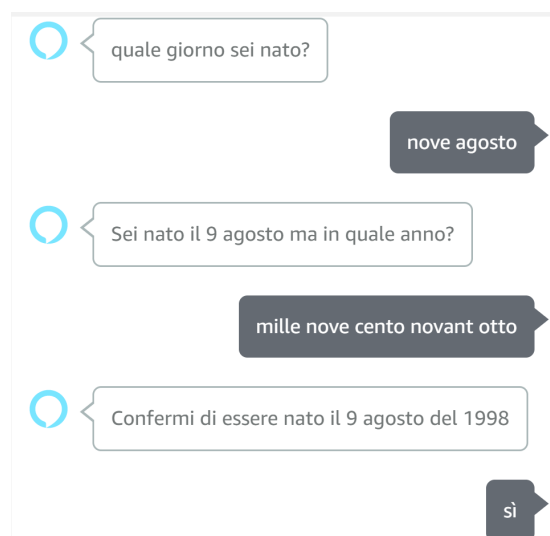 quale giorno sei nato?
nove agosto
Sei nato il 9 agosto ma in quale anno?
mille nove cento novant otto
Confermi di essere nato il 9 agosto del 1998
sì